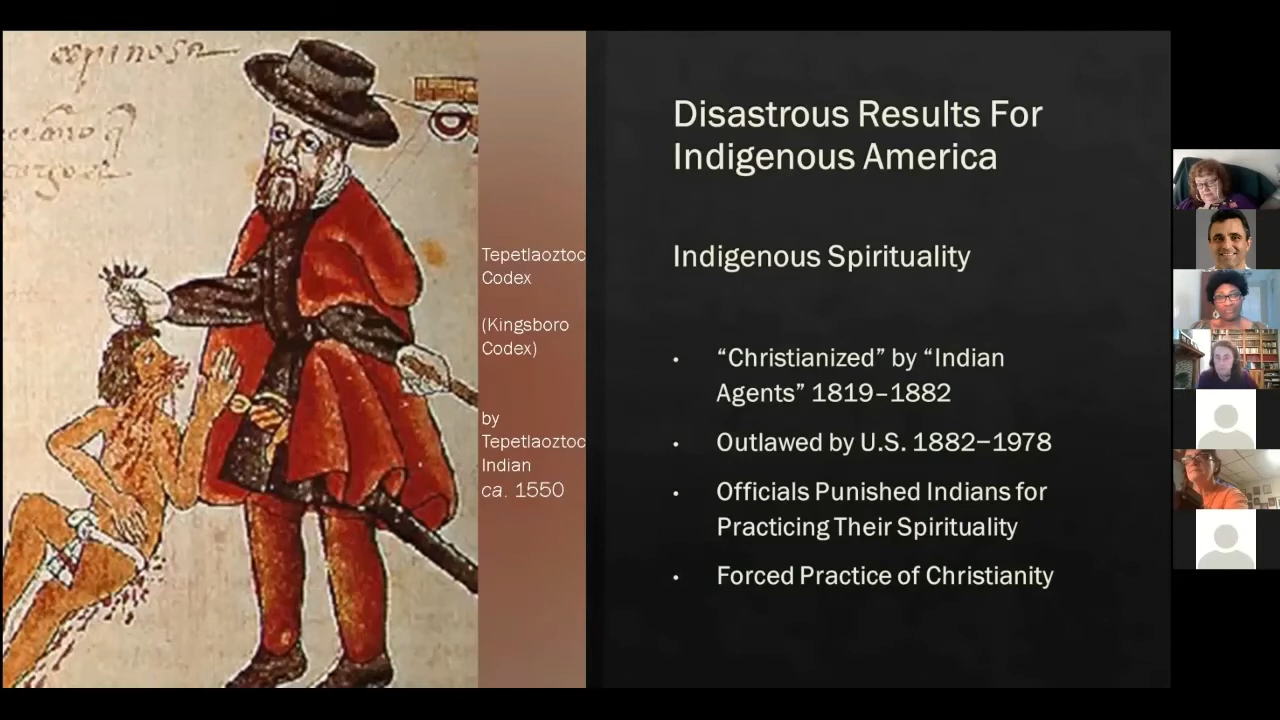 espinosa
Tepetlaoztoc
Codex
(Kingsboro
Codex)
by
Tepetlaoztoc
Indian
ca. 1550
Disastrous Results For
Indigenous America
Indigenous Spirituality
• “Christianized” by “Indian
Agents” 1819–1882
• Outlawed by U.S. 1882–1978
• Officials Punished Indians for
Practicing Their Spirituality
• Forced Practice of Christianity